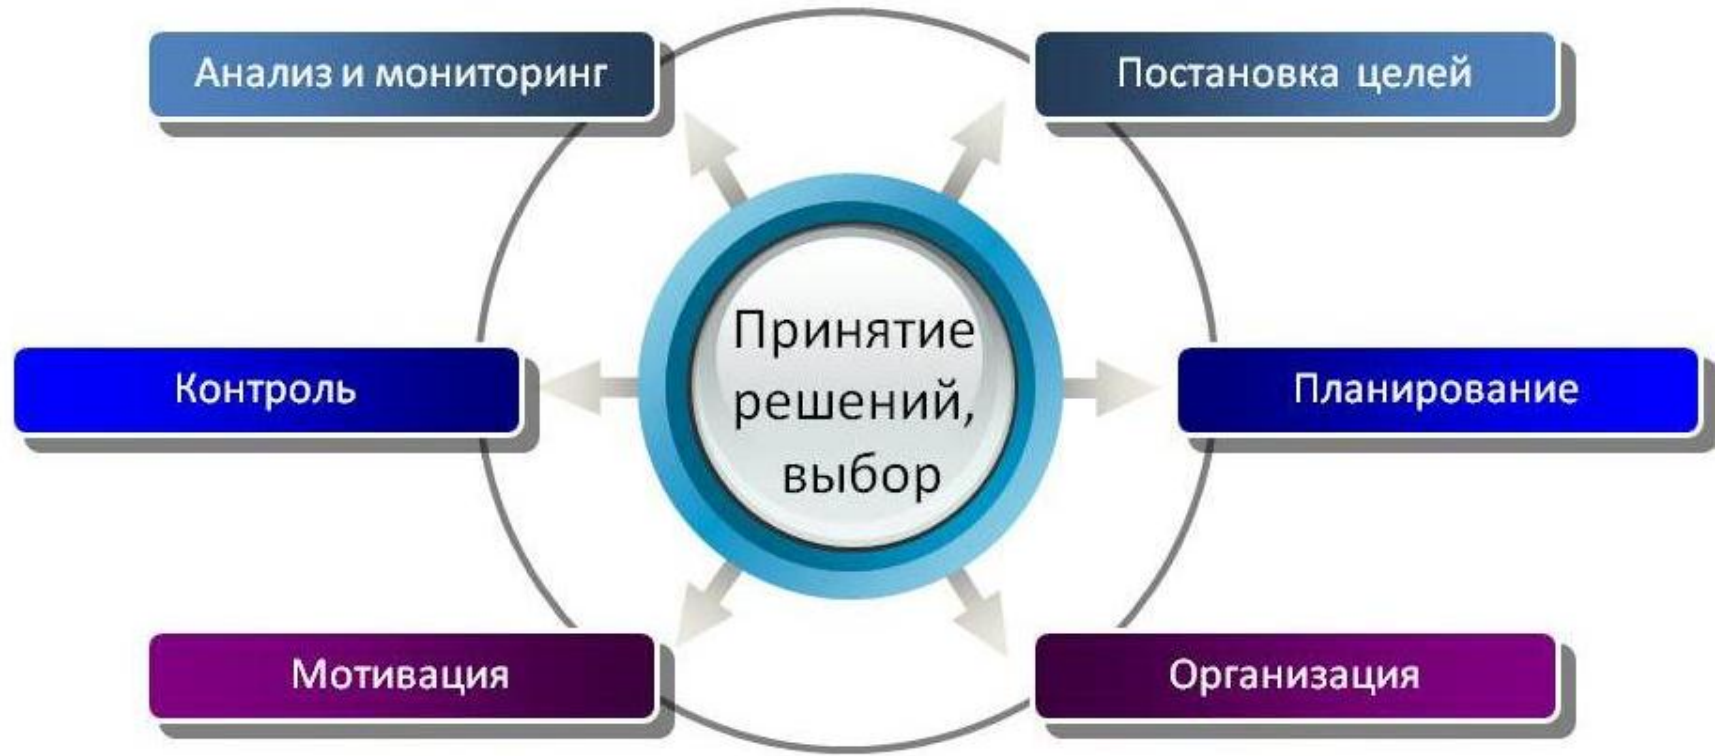 Анализ и мониторинг
Постановка целей
Принятие
решений,
выбор
Контроль
Планирование
Мотивация
Организация